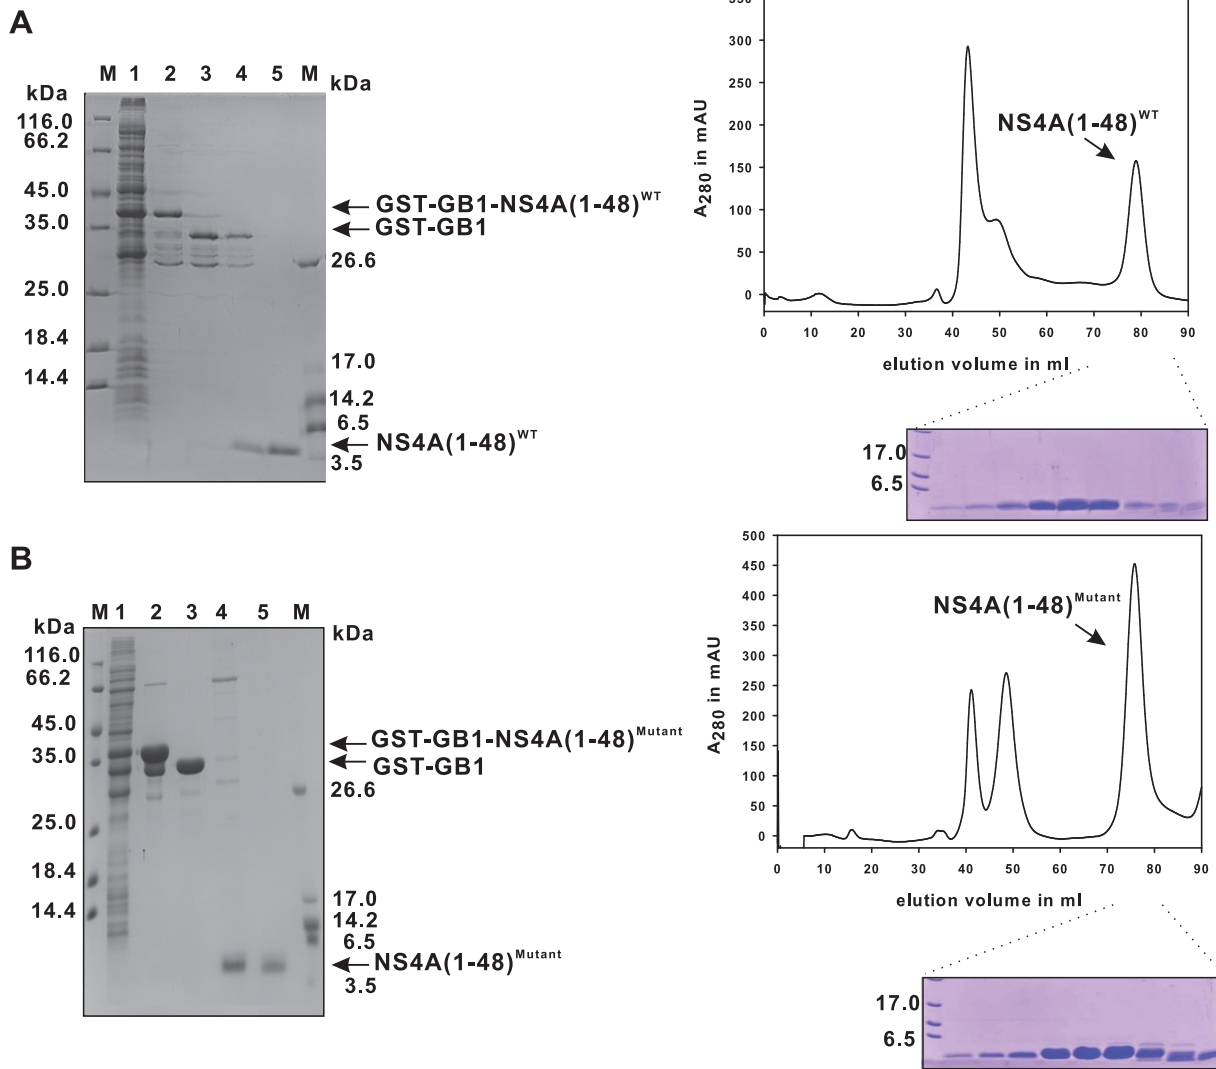 A
M 1 2 3 4 5 M
kDa
kDa
116.0
66.2
45.0
35.0
25.0
18.4
14.4
GST-GB1-NS4A(1-48)WT
GST-GB1
26.6
17.0
14.2
6.5
NS4A(1-48)WT
3.5
350
300
250
200
150
100
50
0
A280 in mAU
NS4A(1-48)WT
0 10 20 30 40 50 60 70 80 90
elution volume in ml
17.0
6.5
B
M 1 2 3 4 5 M
kDa
kDa
116.0
66.2
45.0
35.0
25.0
18.4
14.4
GST-GB1-NS4A(1-48)Mutant
GST-GB1
26.6
17.0
14.2
6.5
NS4A(1-48)Mutant
3.5
500
450
400
350
300
250
200
150
100
50
0
A280 in mAU
NS4A(1-48)Mutant
0 10 20 30 40 50 60 70 80 90
elution volume in ml
17.0
6.5